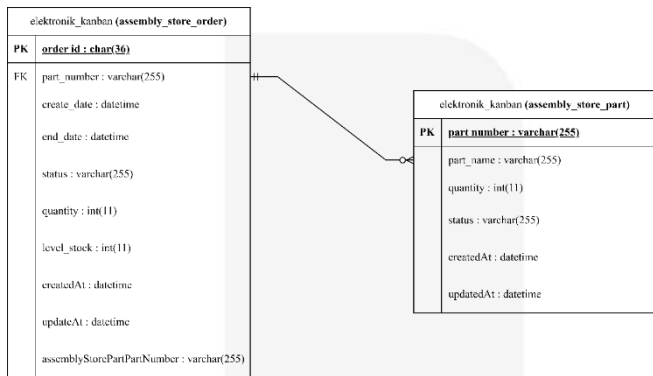 elektronik_kanban (assembly_store_order)
PK order id : char(36)
FK part_number : varchar(255)
create_date : datetime
end_date : datetime
status : varchar(255)
quantity : int(11)
level_stock : int(11)
createdAt : datetime
updateAt : datetime
assemblyStorePartPartNumber : varchar(255)
elektronik_kanban (assembly_store_part)
PK part number : varchar(255)
part_name : varchar(255)
quantity : int(11)
status : varchar(255)
createdAt : datetime
updatedAt : datetime